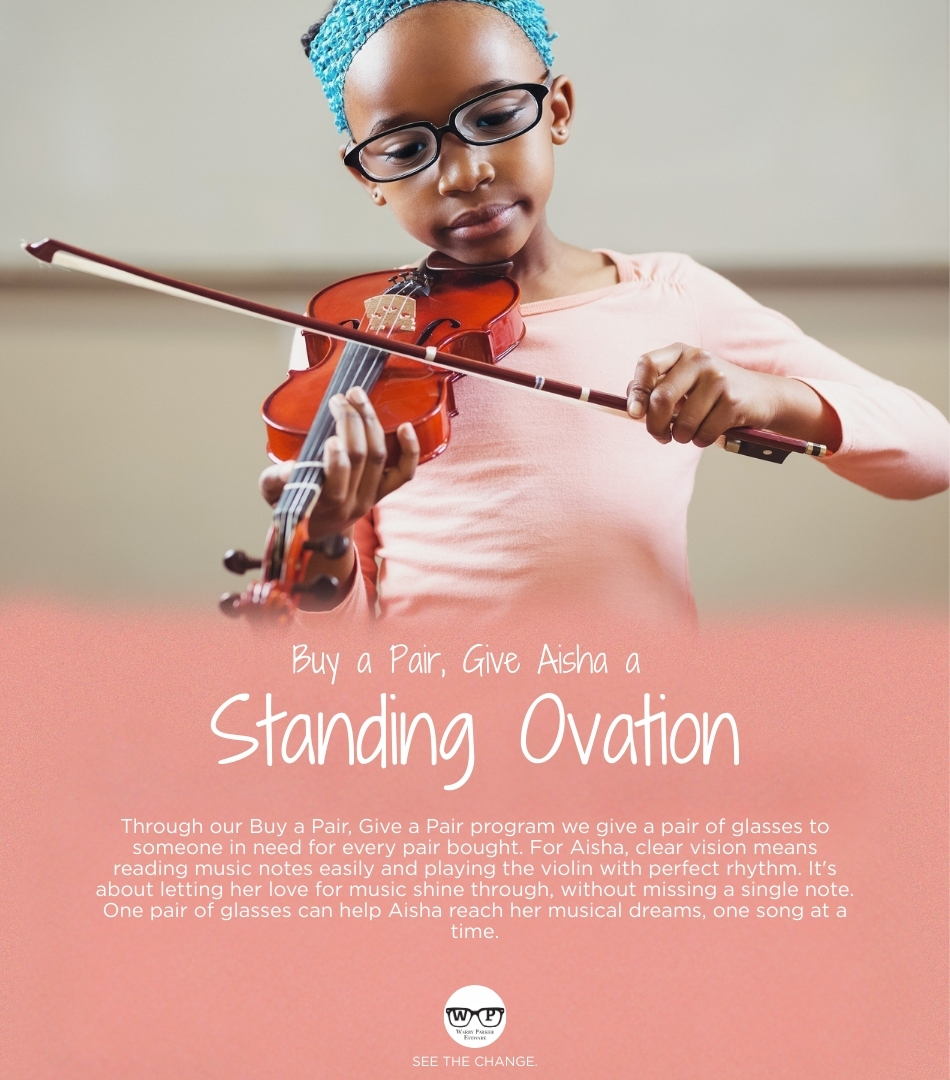 Buy a Pair, Give Aisha a
Standing Ovation
Through our Buy a Pair, Give a Pair program we give a pair of glasses to
someone in need for every pair bought. For Aisha, clear vision means
reading music notes easily and playing the violin with perfect rhythm. It's
about letting her love for music shine through, without missing a single note.
One pair of glasses can help Aisha reach her musical dreams, one song at a
time.
W P
WARBY PARKER
SEE THE CHANGE.